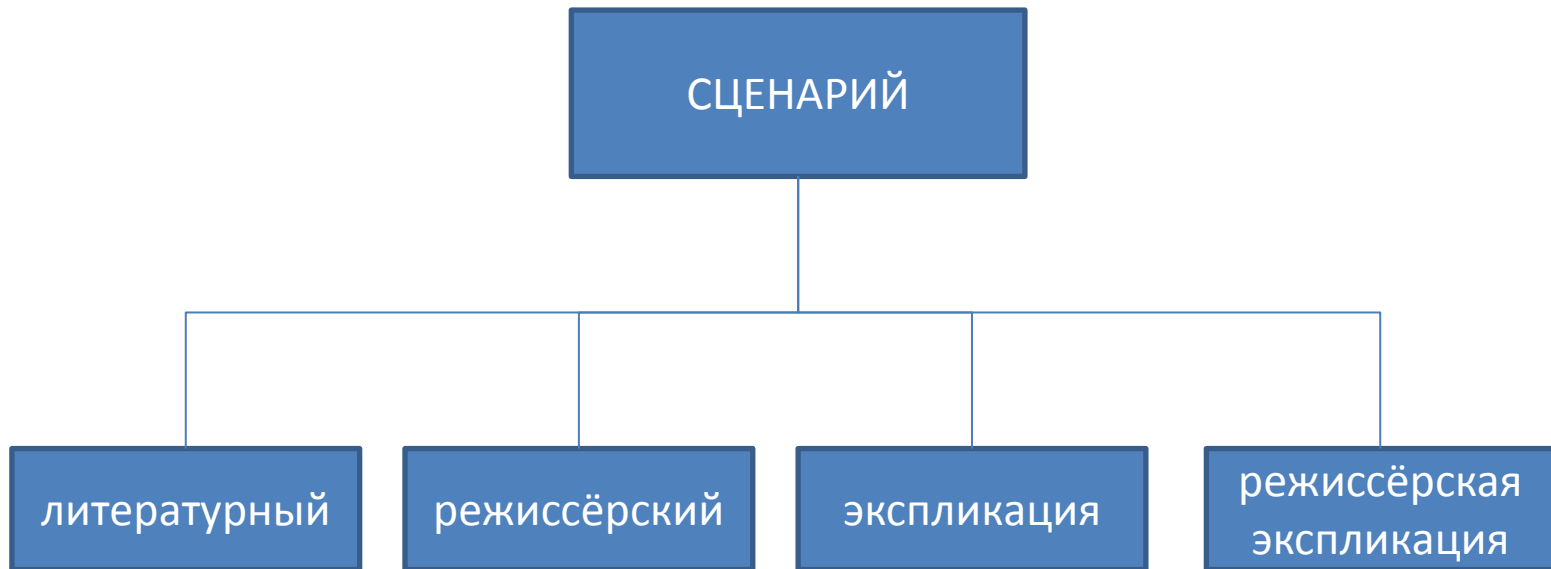 СЦЕНАРИЙ
литературный
режиссёрский
экспликация
режиссёрская
экспликация